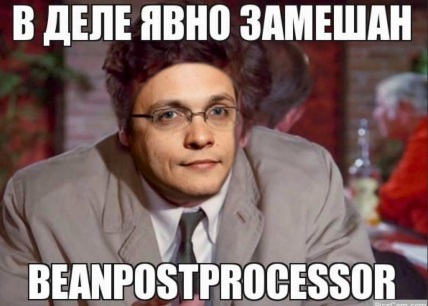 В ДЕЛЕ ЯВНО ЗАМЕШАН
BEANPOSTPROCESSOR